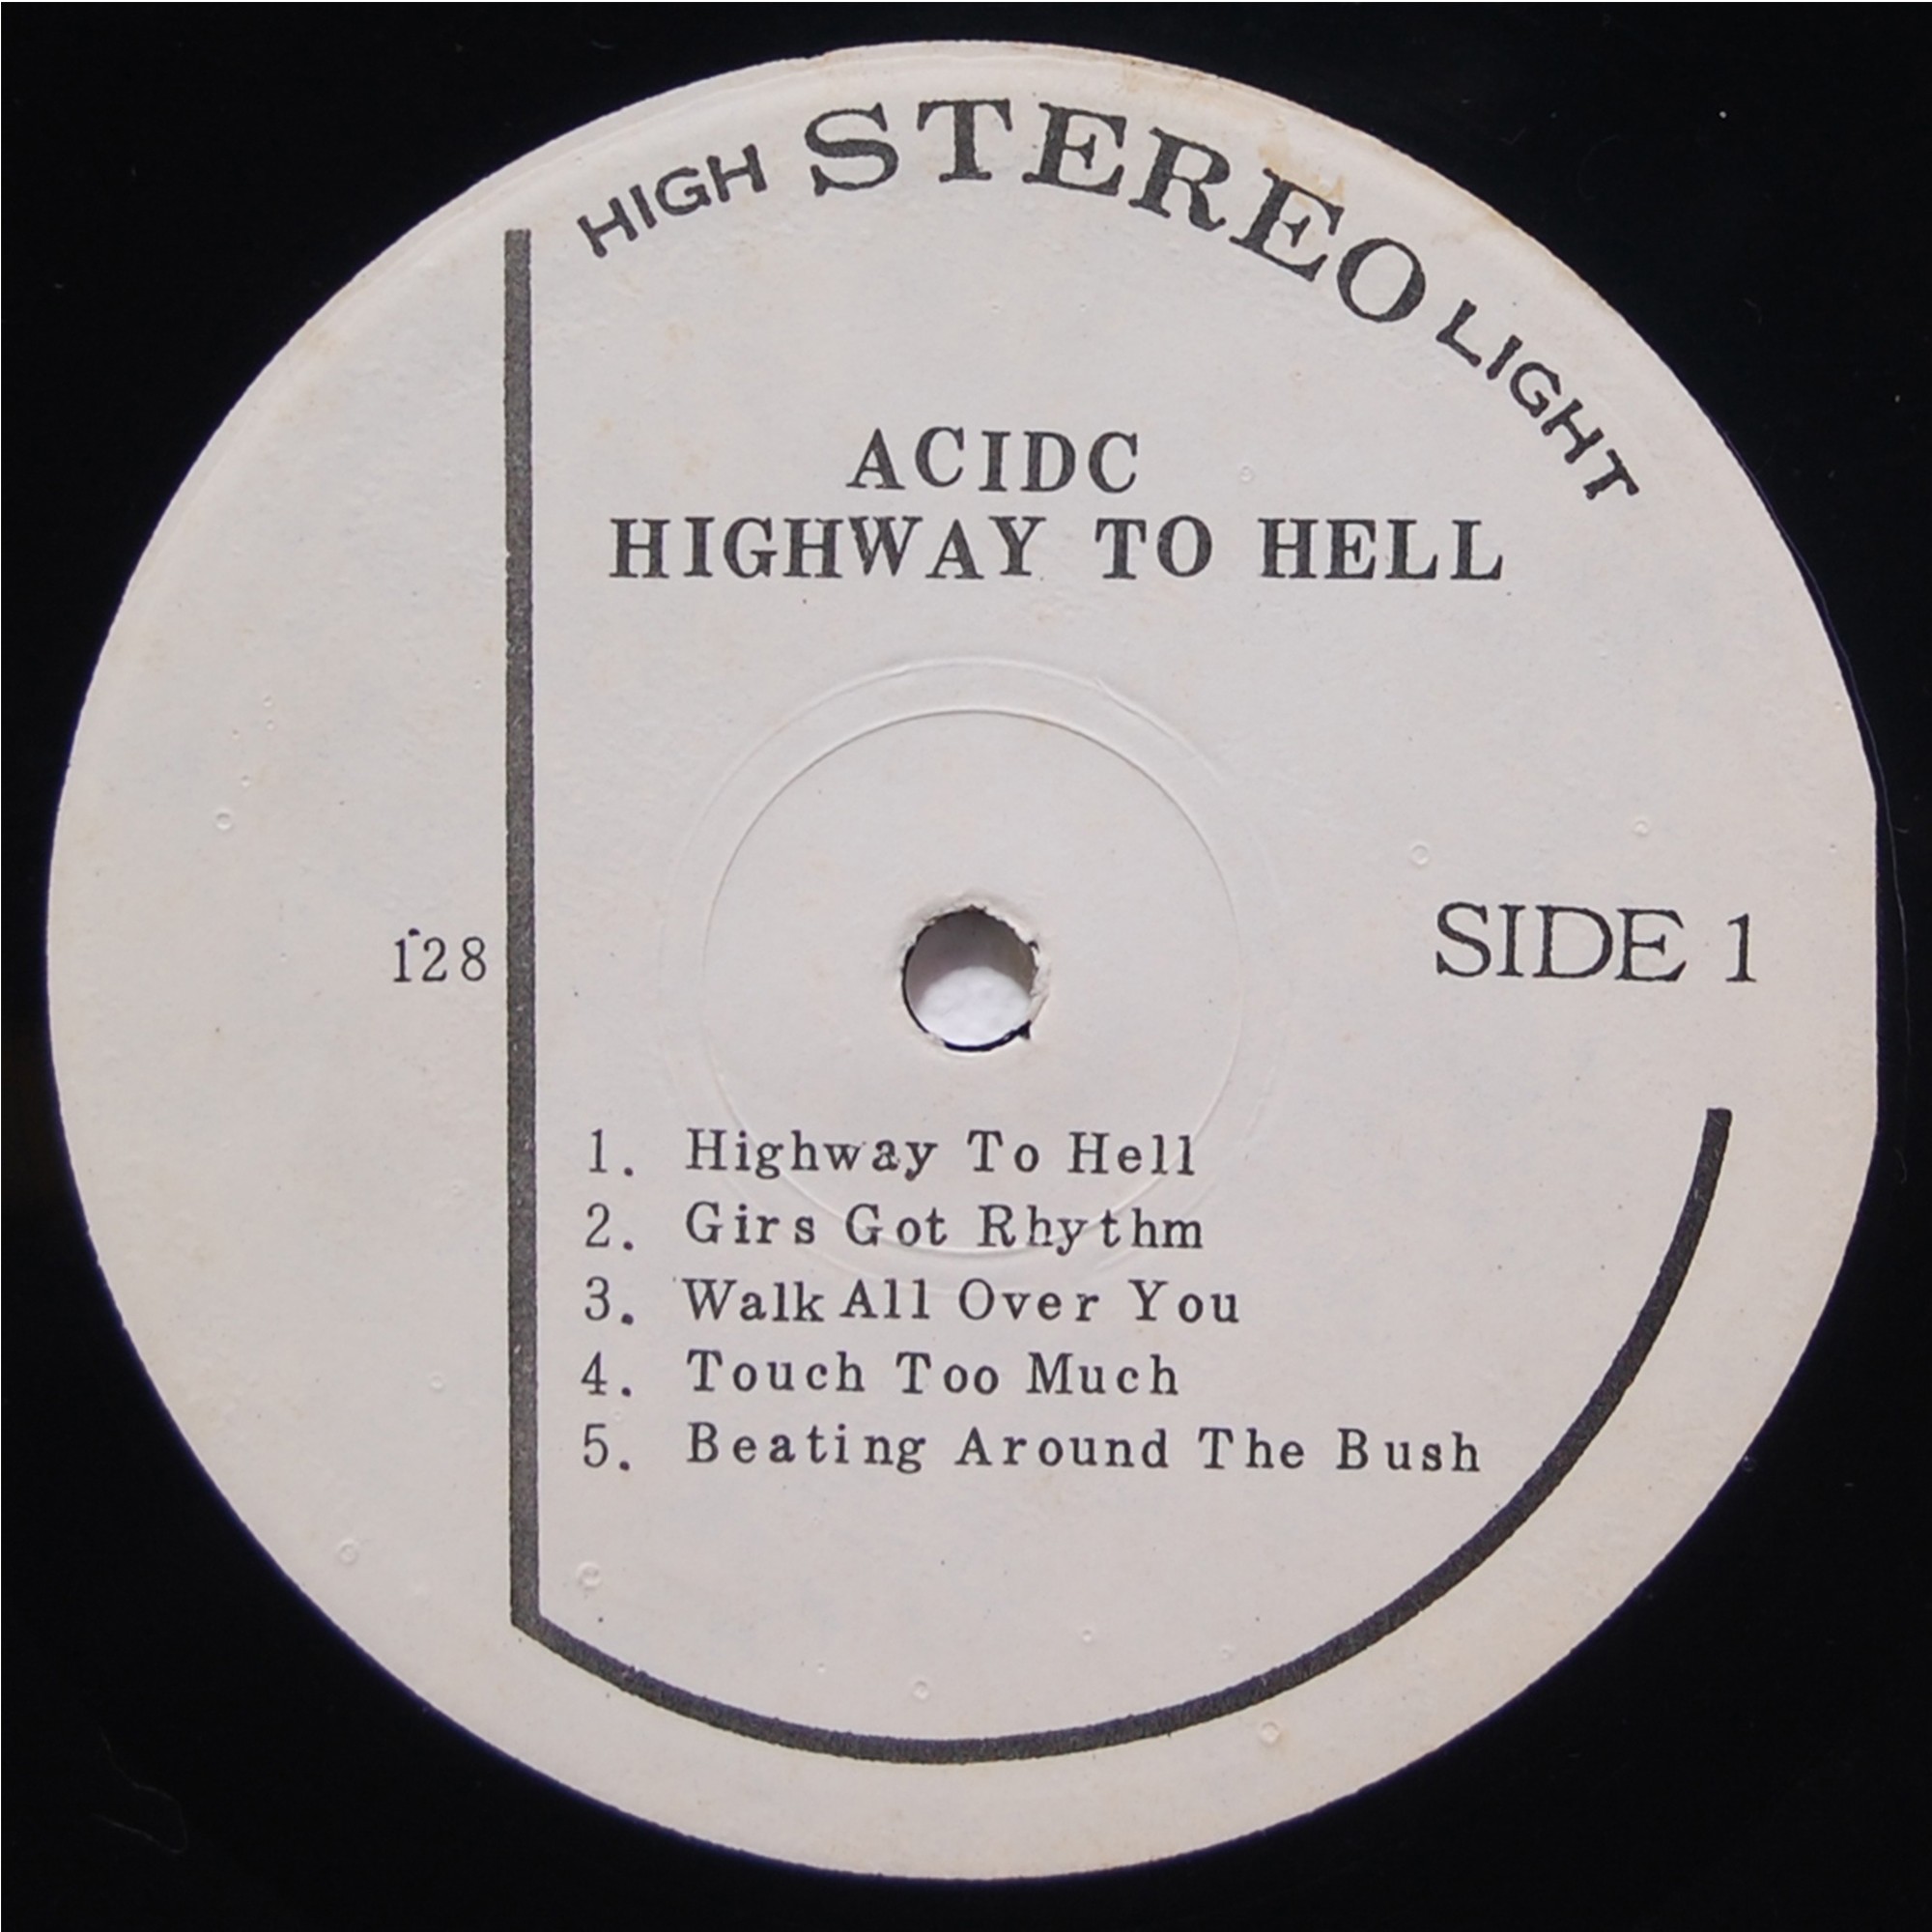 HIGH STEREO LIGHT
ACIDC
HIGHWAY TO HELL
128
SIDE 1
1. Highway To Hell
2. Girs Got Rhythm
3. Walk All Over You
4. Touch Too Much
5. Beating Around The Bush